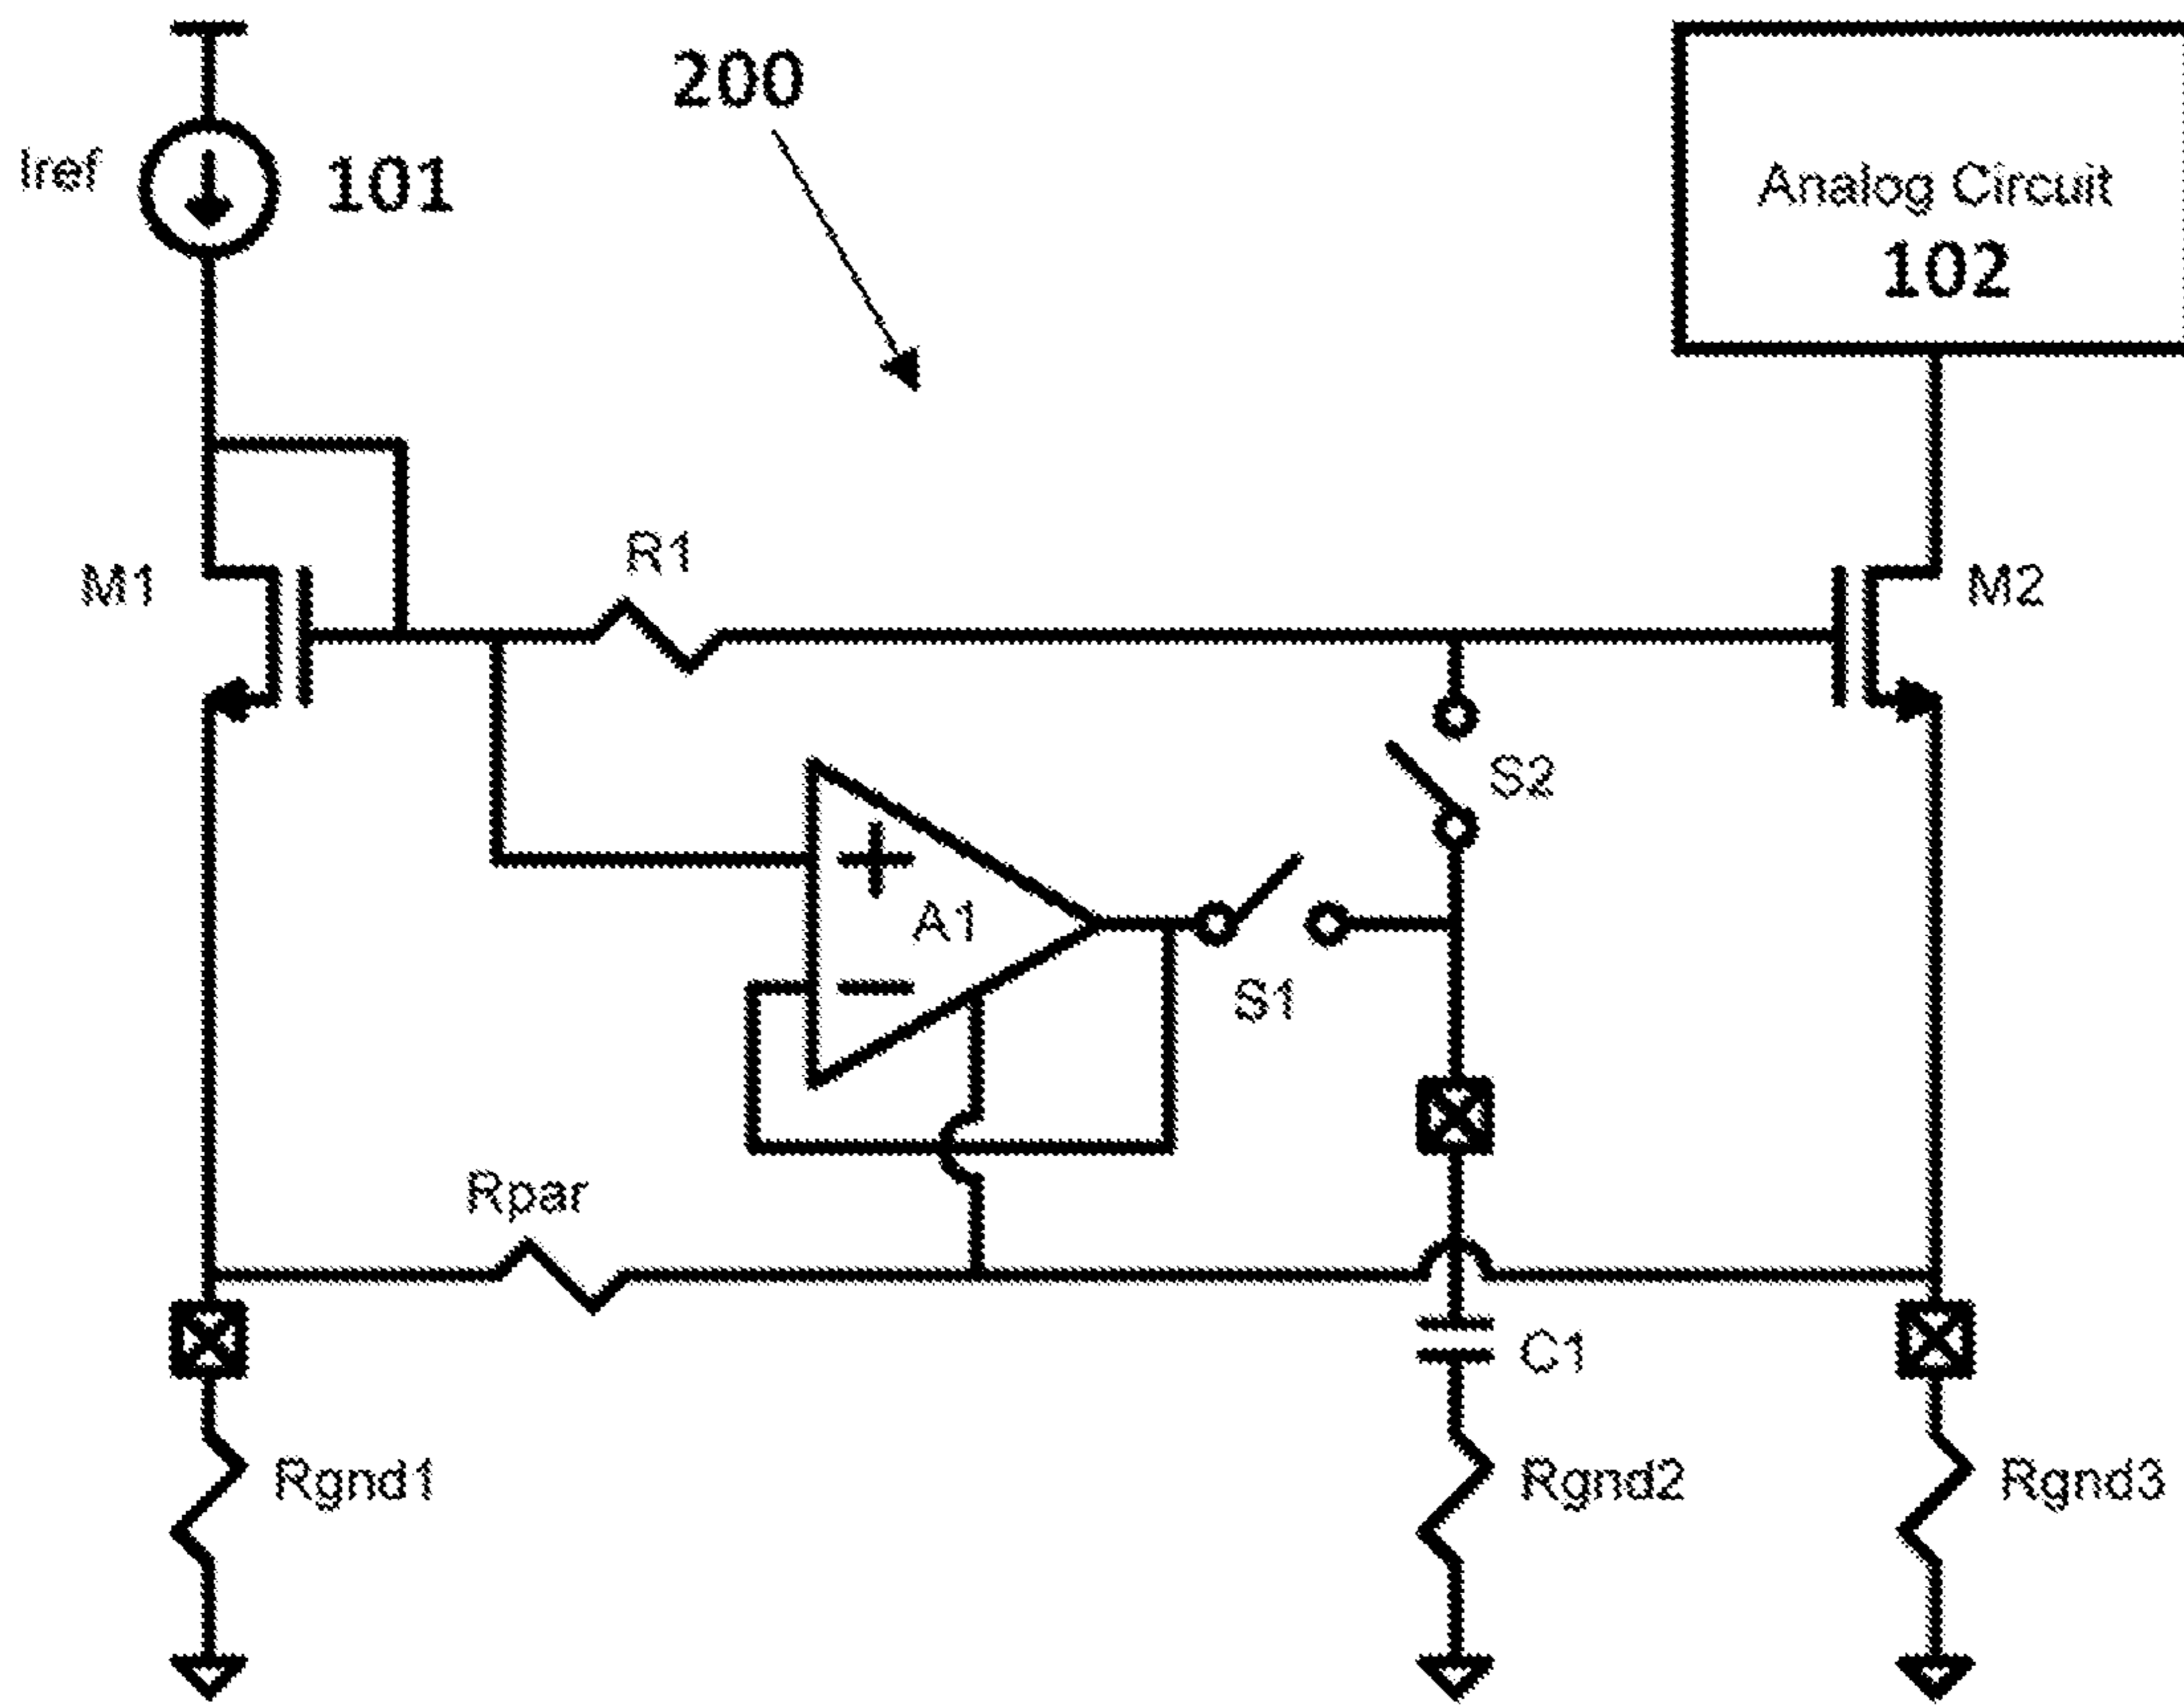 200
Iref
101
Analog Circuit
102
R1
M1
M2
S2
+
A1
S1
−
Rpar
C1
Rgnd1
Rgnd2
Rgnd3